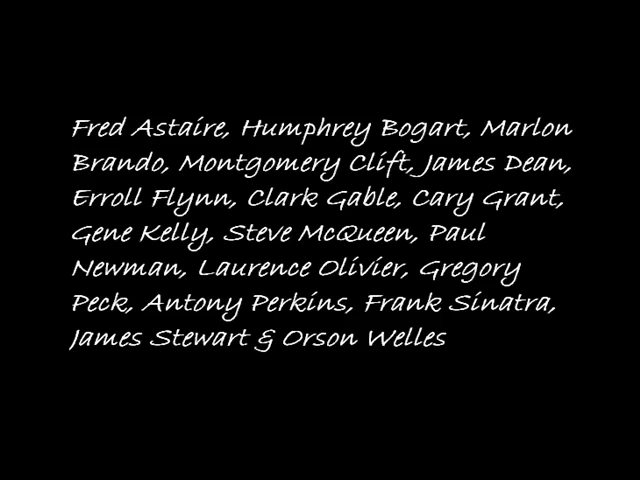 Fred Astaire, Humphrey Bogart, Marlon
Brando, Montgomery Clift, James Dean,
Erroll Flynn, Clark Gable, Cary Grant,
Gene Kelly, Steve McQueen, Paul
Newman, Laurence Olivier, Gregory
Peck, Antony Perkins, Frank Sinatra,
James Stewart & Orson Welles